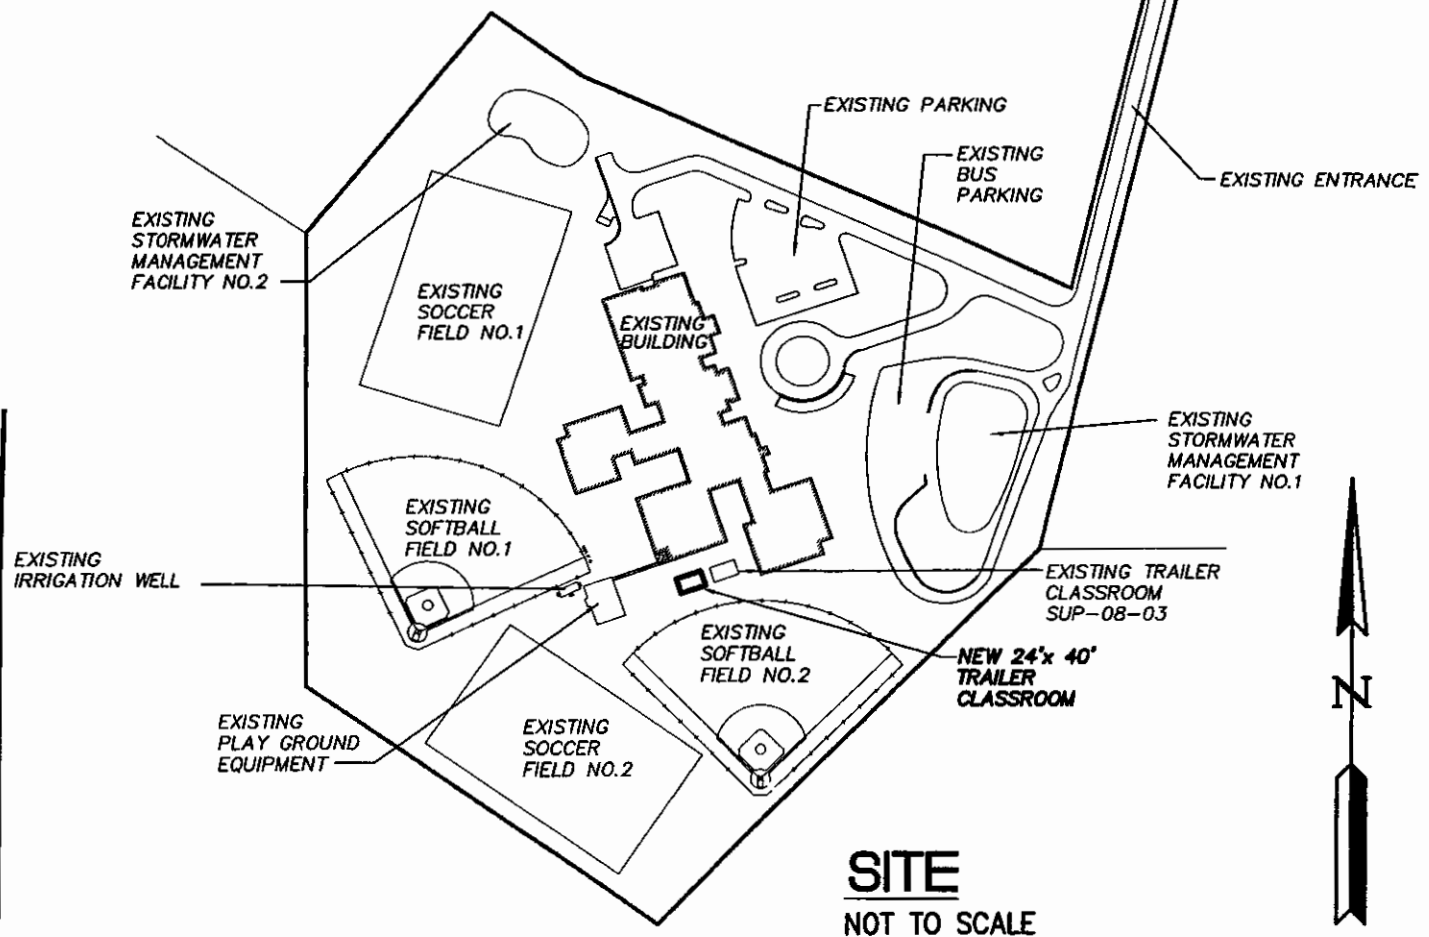 EXISTING PARKING
EXISTING
BUS
PARKING
EXISTING ENTRANCE
EXISTING
STORMWATER
MANAGEMENT
FACILITY NO.2
EXISTING
SOCCER
FIELD NO.1
EXISTING
BUILDING
EXISTING
STORMWATER
MANAGEMENT
FACILITY NO.1
EXISTING
SOFTBALL
FIELD NO.1
EXISTING
IRRIGATION WELL
EXISTING TRAILER
CLASSROOM
SUP-08-03
EXISTING
SOFTBALL
FIELD NO.2
NEW 24'x 40'
TRAILER
CLASSROOM
EXISTING
PLAY GROUND
EQUIPMENT
EXISTING
SOCCER
FIELD NO.2
N
SITE
NOT TO SCALE